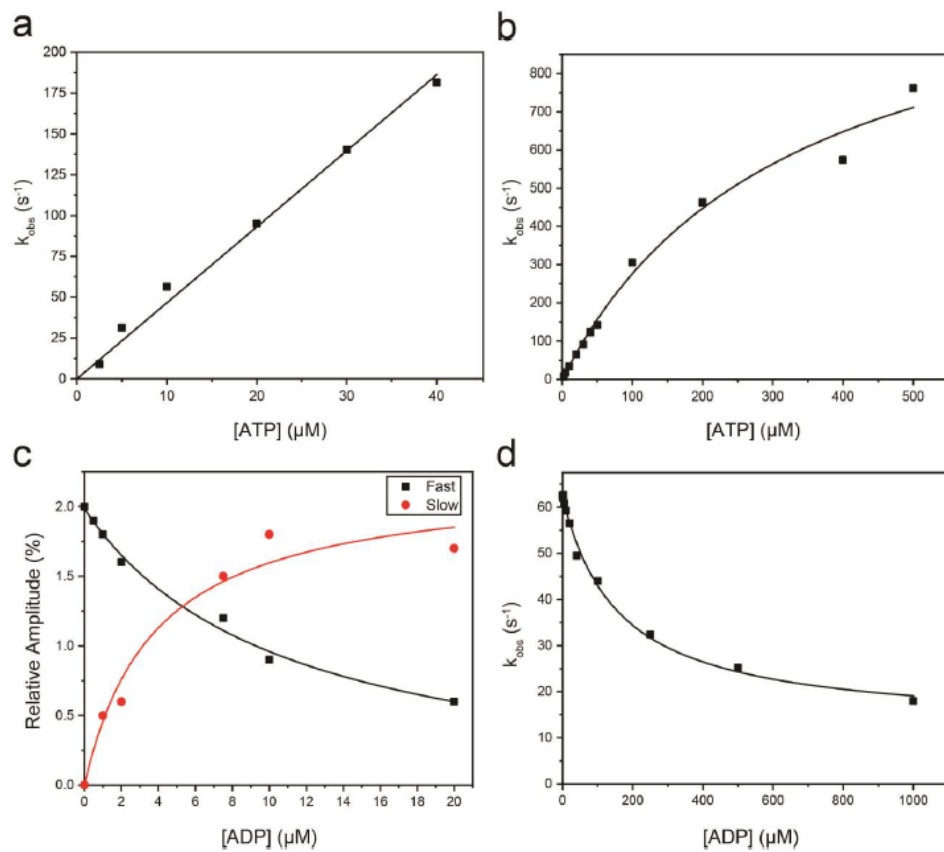 a
200
175
150
125
100
75
50
25
0
k_obs (s⁻¹)
0 10 20 30 40
[ATP] (µM)
b
800
700
600
500
400
300
200
100
0
k_obs (s⁻¹)
0 100 200 300 400 500
[ATP] (µM)
c
Fast
Slow
2.0
1.5
1.0
0.5
0.0
Relative Amplitude (%)
0 2 4 6 8 10 12 14 16 18 20
[ADP] (µM)
d
60
50
40
30
20
10
0
k_obs (s⁻¹)
0 200 400 600 800 1000
[ADP] (µM)